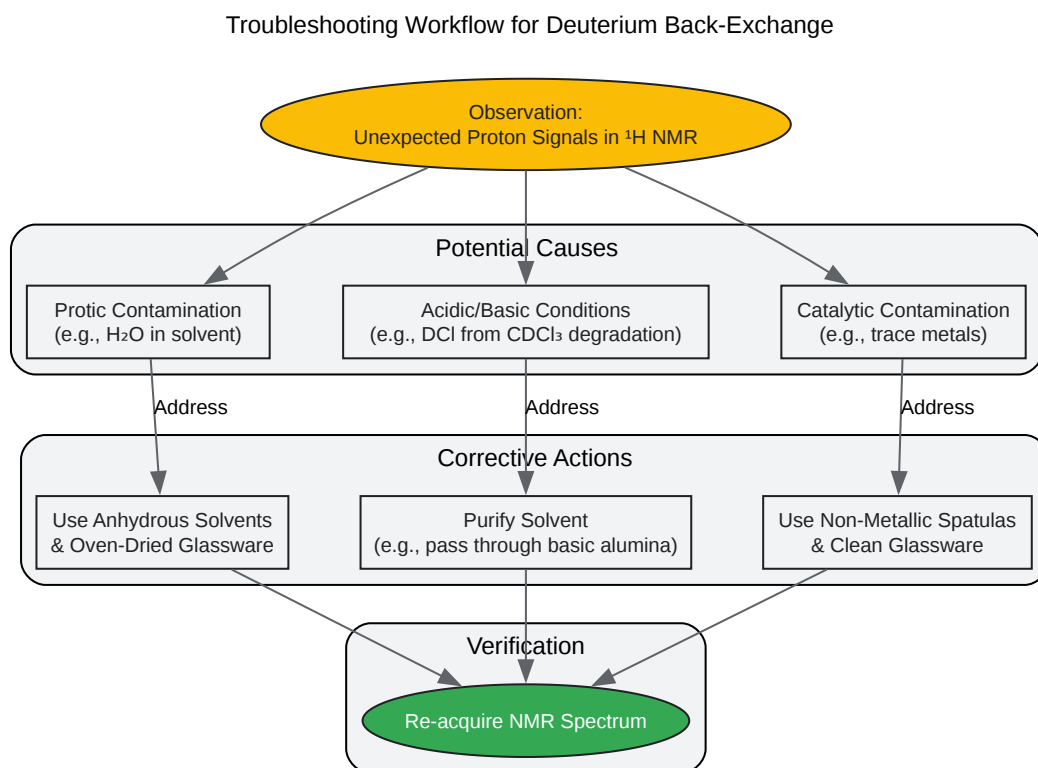 Troubleshooting Workflow for Deuterium Back-Exchange
Observation:
Unexpected Proton Signals in ¹H NMR
Potential Causes
Protic Contamination
(e.g., H₂O in solvent)
Acidic/Basic Conditions
(e.g., DCl from CDCl₃ degradation)
Catalytic Contamination
(e.g., trace metals)
Address
Address
Address
Corrective Actions
Use Anhydrous Solvents
& Oven-Dried Glassware
Purify Solvent
(e.g., pass through basic alumina)
Use Non-Metallic Spatulas
& Clean Glassware
Verification
Re-acquire NMR Spectrum